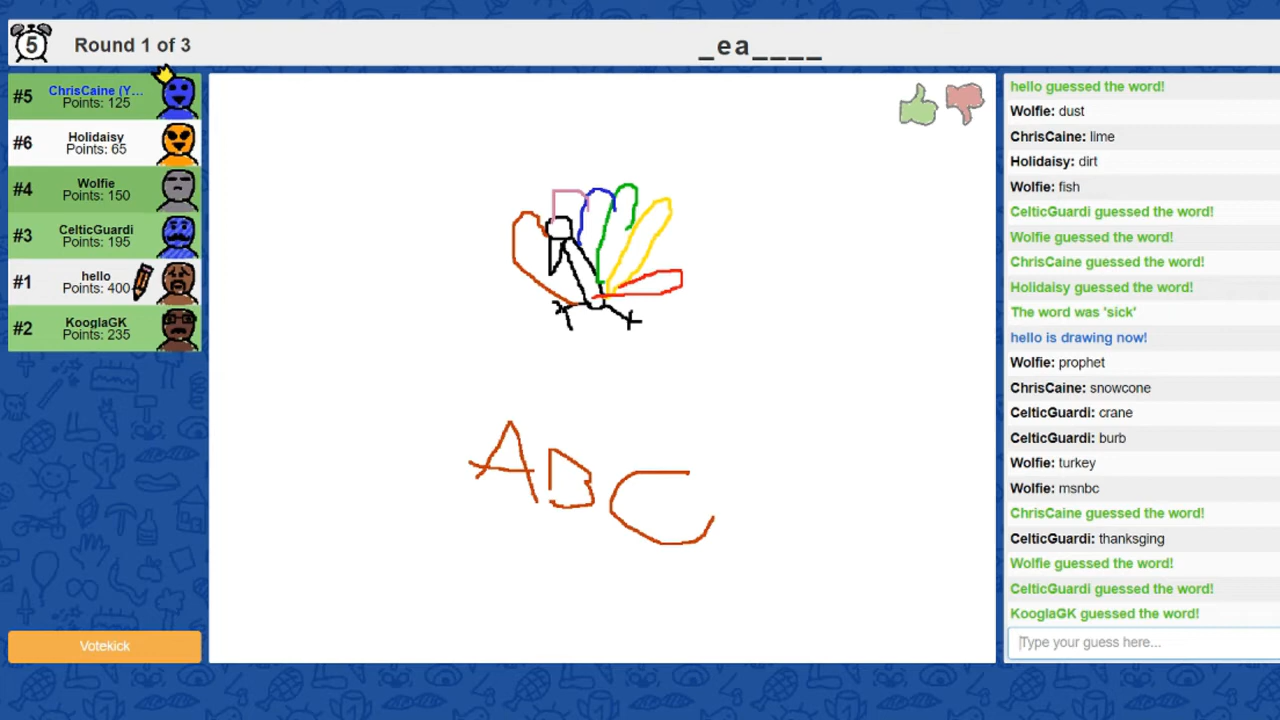 5
Round 1 of 3
_ea____
#5
ChrisCaine (Y...
Points: 125
#6
Holidaisy
Points: 65
#4
Wolfie
Points: 150
#3
CelticGuardi
Points: 195
#1
hello
Points: 400
#2
KooglaGK
Points: 235
Votekick
ABC
hello guessed the word!
Wolfie: dust
ChrisCaine: lime
Holidaisy: dirt
Wolfie: fish
CelticGuardi guessed the word!
Wolfie guessed the word!
ChrisCaine guessed the word!
Holidaisy guessed the word!
The word was 'sick'
hello is drawing now!
Wolfie: prophet
ChrisCaine: snowcone
CelticGuardi: crane
CelticGuardi: burb
Wolfie: turkey
Wolfie: msnbc
ChrisCaine guessed the word!
CelticGuardi: thanksging
Wolfie guessed the word!
CelticGuardi guessed the word!
KooglaGK guessed the word!
Type your guess here...